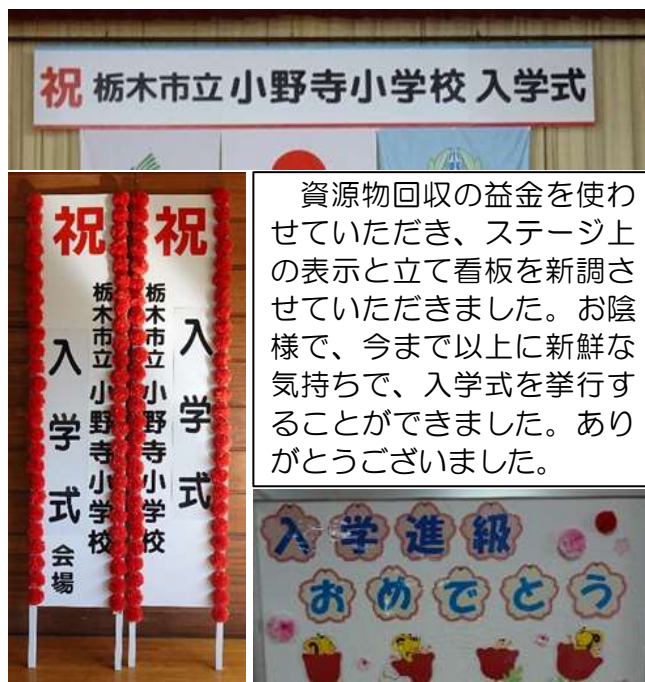 祝 栃木市立 小野寺小学校 入学式
祝
栃木市立 小野寺小学校
入学式 会場
祝
栃木市立 小野寺小学校
入学式
資源物回収の益金を使わ
せていただき、ステージ上
の表示と立て看板を新調さ
せていただきました。お陰
様で、今まで以上に新鮮な
気持ちで、入学式を挙行す
ることができました。あり
がとうございました。
入学進級
おめでとう